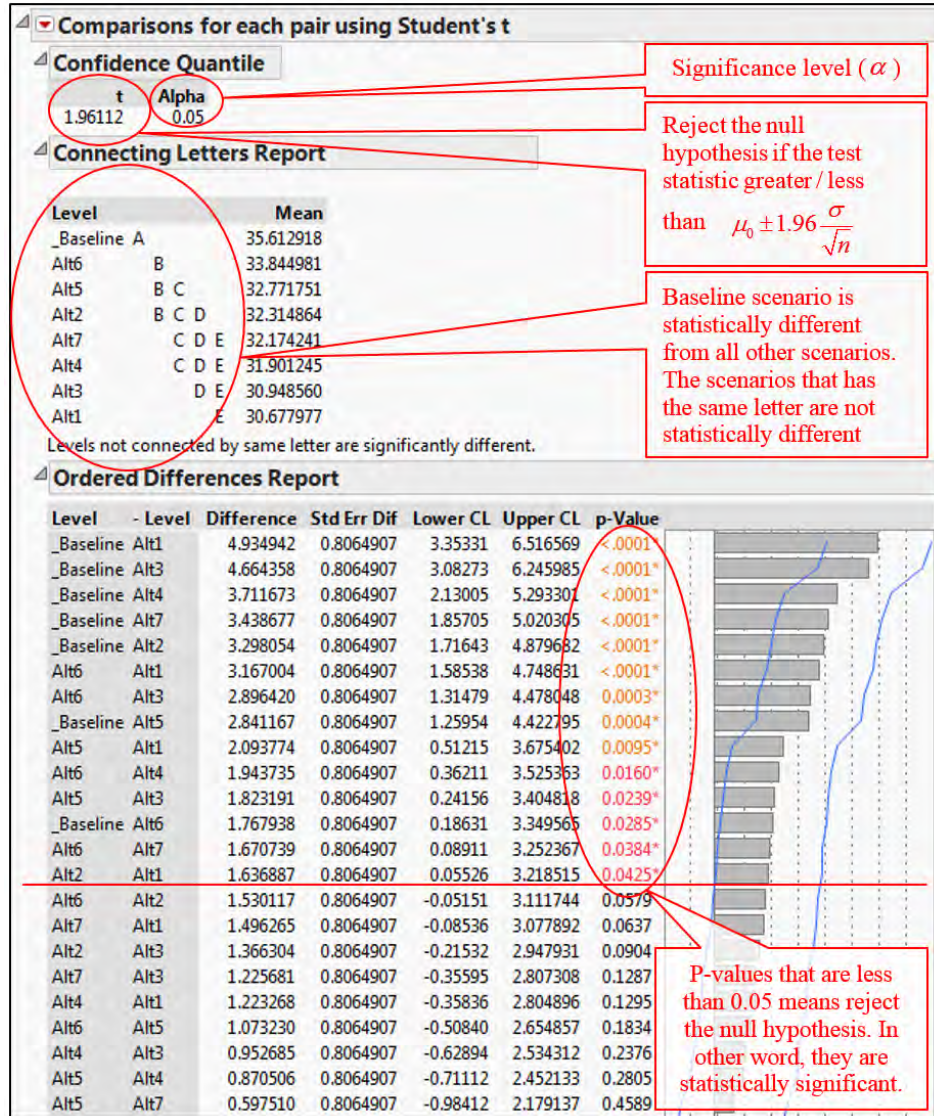 Comparisons for each pair using Student's t
Confidence Quantile
t Alpha
1.96112 0.05
Significance level (α)
Reject the null
hypothesis if the test
statistic greater / less
than μ₀ ± 1.96 σ/√n
Connecting Letters Report
Level Mean
_Baseline A 35.612918
Alt6 B 33.844981
Alt5 B C 32.771751
Alt2 B C D 32.314864
Alt7 C D E 32.174241
Alt4 C D E 31.901245
Alt3 D E 30.948560
Alt1 E 30.677977
Levels not connected by same letter are significantly different.
Baseline scenario is
statistically different
from all other scenarios.
The scenarios that has
the same letter are not
statistically different
Ordered Differences Report
Level - Level Difference Std Err Dif Lower CL Upper CL p-Value
_Baseline Alt1 4.934942 0.8064907 3.35331 6.516569 <.0001*
_Baseline Alt3 4.664358 0.8064907 3.08273 6.245985 <.0001*
_Baseline Alt4 3.711673 0.8064907 2.13005 5.293301 <.0001*
_Baseline Alt7 3.438677 0.8064907 1.85705 5.020305 <.0001*
_Baseline Alt2 3.298054 0.8064907 1.71643 4.879682 <.0001*
Alt6 Alt1 3.167004 0.8064907 1.58538 4.748631 <.0001*
Alt6 Alt3 2.896420 0.8064907 1.31479 4.478048 0.0003*
_Baseline Alt5 2.841167 0.8064907 1.25954 4.422795 0.0004*
Alt5 Alt1 2.093774 0.8064907 0.51215 3.675402 0.0095*
Alt6 Alt4 1.943735 0.8064907 0.36211 3.525363 0.0160*
Alt5 Alt3 1.823191 0.8064907 0.24156 3.404818 0.0239*
_Baseline Alt6 1.767938 0.8064907 0.18631 3.349565 0.0285*
Alt6 Alt7 1.670739 0.8064907 0.08911 3.252367 0.0384*
Alt2 Alt1 1.636887 0.8064907 0.05526 3.218515 0.0425*
Alt6 Alt2 1.530117 0.8064907 -0.05151 3.111744 0.0579
Alt7 Alt1 1.496265 0.8064907 -0.08536 3.077892 0.0637
Alt2 Alt3 1.366304 0.8064907 -0.21532 2.947931 0.0904
Alt7 Alt3 1.225681 0.8064907 -0.35595 2.807308 0.1287
Alt4 Alt1 1.223268 0.8064907 -0.35836 2.804896 0.1295
Alt6 Alt5 1.073230 0.8064907 -0.50840 2.654857 0.1834
Alt4 Alt3 0.952685 0.8064907 -0.62894 2.534312 0.2376
Alt5 Alt4 0.870506 0.8064907 -0.71112 2.452133 0.2805
Alt5 Alt7 0.597510 0.8064907 -0.98412 2.179137 0.4589
P-values that are less
than 0.05 means reject
the null hypothesis. In
other word, they are
statistically significant.